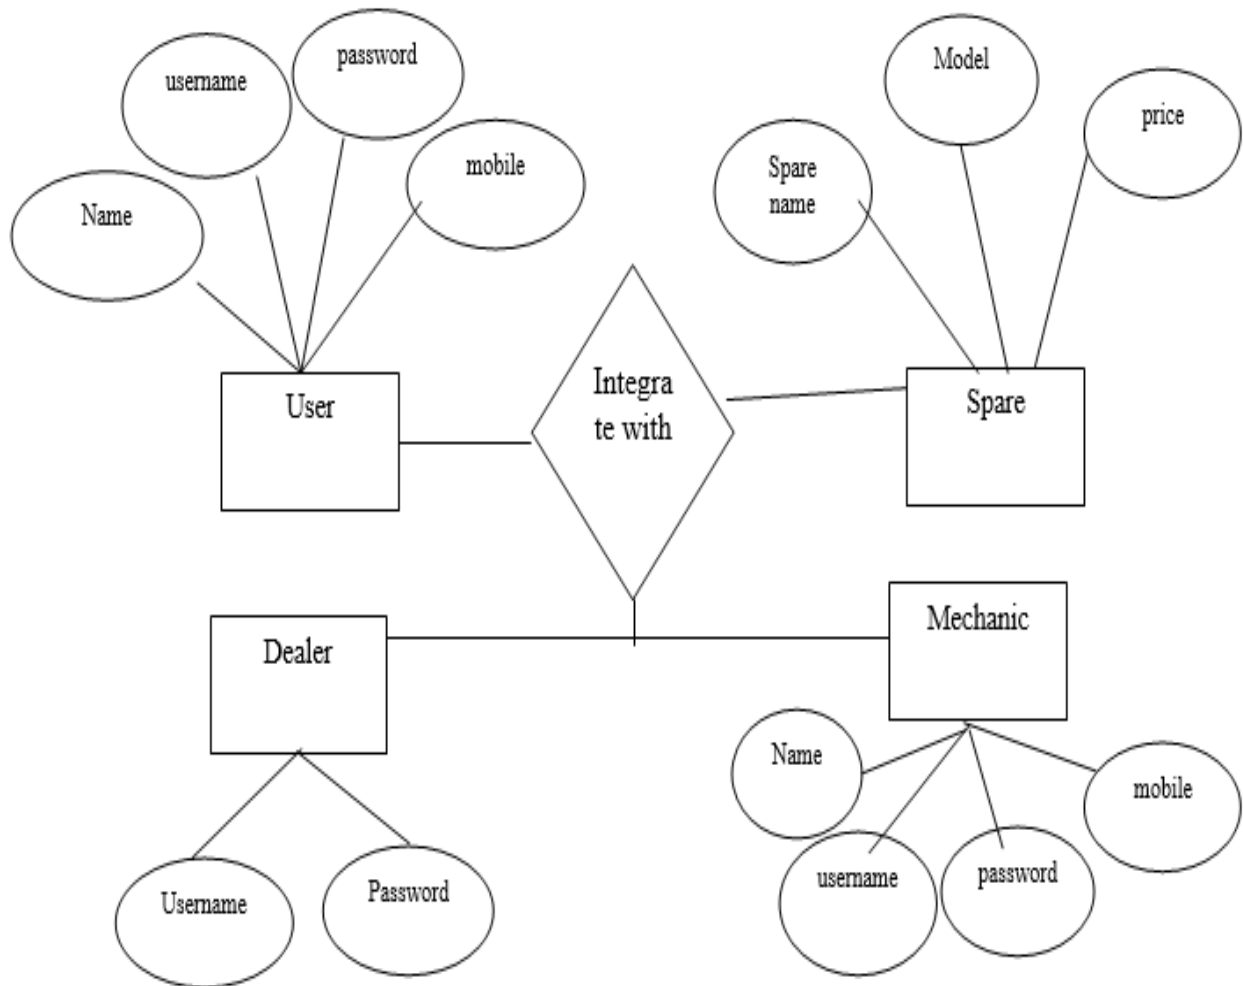 password
username
mobile
Name
Model
price
Spare
name
Integra
te with
User
Spare
Dealer
Mechanic
Name
mobile
username
password
Username
Password